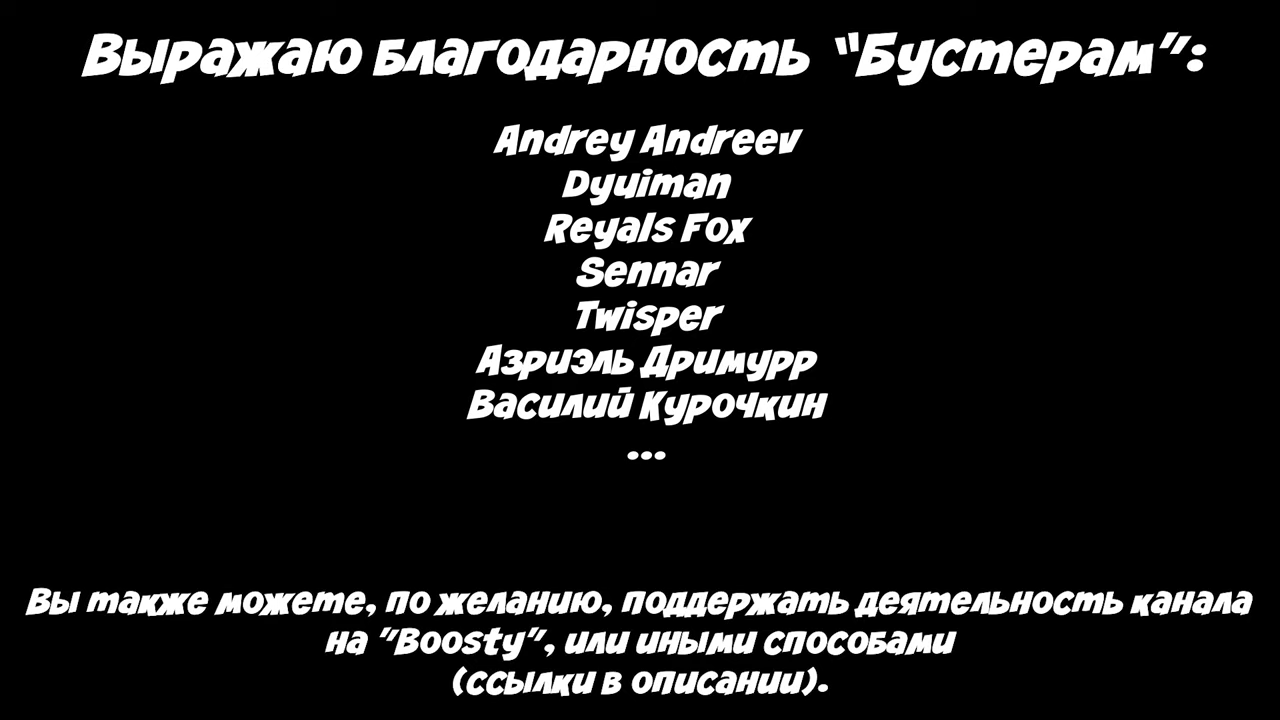 Выражаю благодарность "Бустерам":
Andrey Andreev
Dyuiman
Reyals Fox
Sennar
Twisper
Азриэль Дримурр
Василий Курочкин
...
Вы также можете, по желанию, поддержать деятельность канала
на "Boosty", или иными способами
(ссылки в описании).